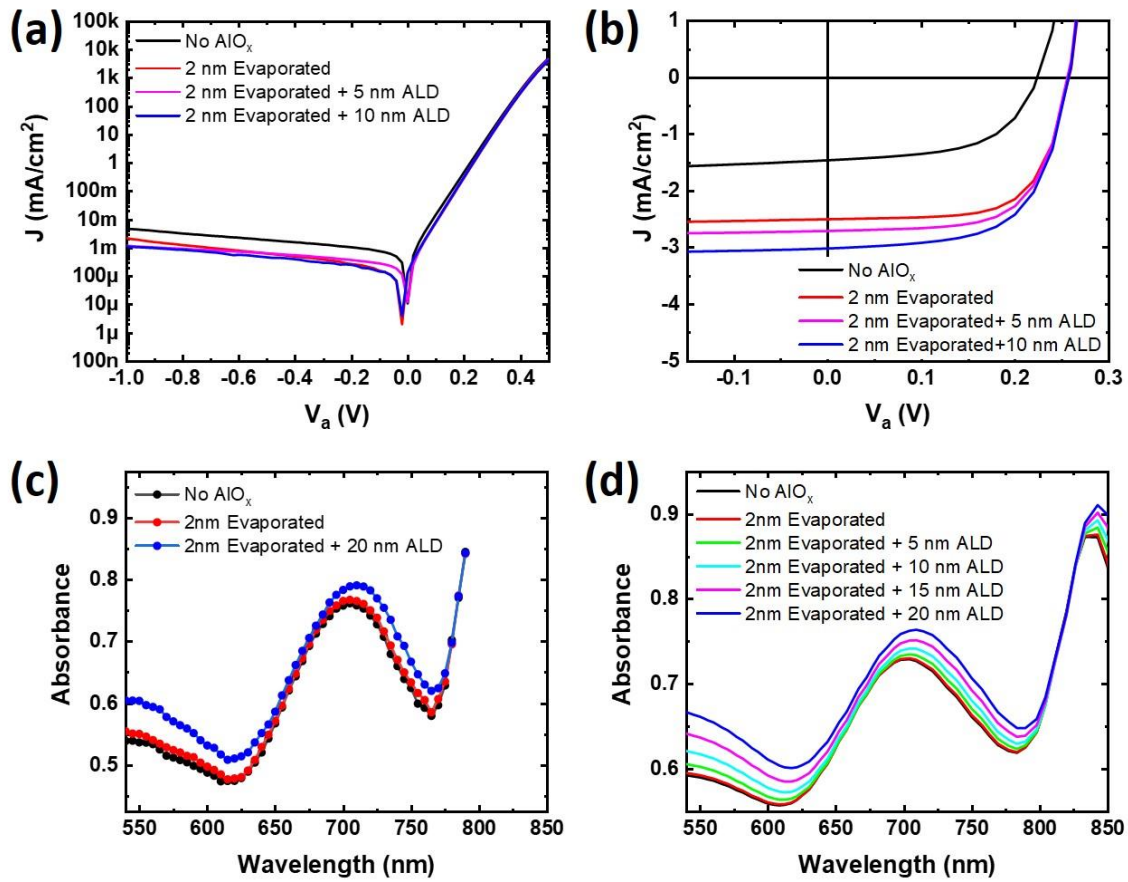 (a)
100k
10k
1k
100
10
1
100m
10m
1m
100µ
10µ
1µ
100n
J (mA/cm²)
No AlOₓ
2 nm Evaporated
2 nm Evaporated + 5 nm ALD
2 nm Evaporated + 10 nm ALD
-1.0 -0.8 -0.6 -0.4 -0.2 0.0 0.2 0.4
Vₐ (V)
(b)
1
0
-1
-2
-3
-4
-5
J (mA/cm²)
No AlOₓ
2 nm Evaporated
2 nm Evaporated+ 5 nm ALD
2 nm Evaporated+10 nm ALD
-0.1 0.0 0.1 0.2 0.3
Vₐ (V)
(c)
0.9
0.8
0.7
0.6
0.5
Absorbance
No AlOₓ
2nm Evaporated
2nm Evaporated + 20 nm ALD
550 600 650 700 750 800 850
Wavelength (nm)
(d)
0.9
0.8
0.7
0.6
Absorbance
No AlOₓ
2nm Evaporated
2nm Evaporated + 5 nm ALD
2nm Evaporated + 10 nm ALD
2nm Evaporated + 15 nm ALD
2nm Evaporated + 20 nm ALD
550 600 650 700 750 800 850
Wavelength (nm)